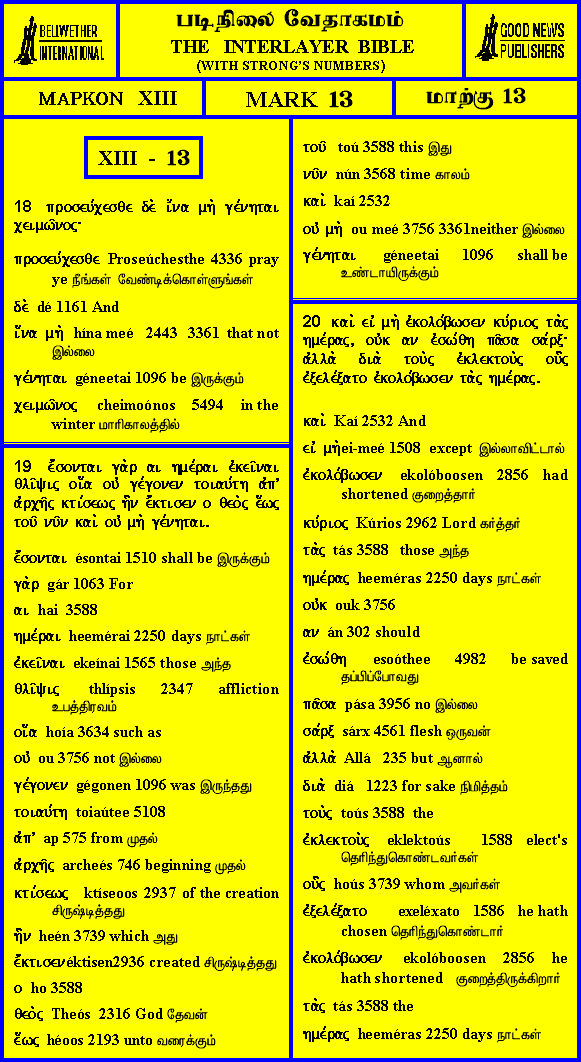 BELLWETHER
INTERNATIONAL
படிநிலை வேதாகமம்
THE INTERLAYER BIBLE
(WITH STRONG'S NUMBERS)
GOOD NEWS
PUBLISHERS
ΜΑΡΚΟΝ XIII
MARK 13
மாற்கு 13
XIII - 13
18 προσεύχεσθε δὲ ἵνα μὴ γένηται
χειμῶνος·
προσεύχεσθε Proseúchesthe 4336 pray
ye நீங்கள் வேண்டிக்கொள்ளுங்கள்
δὲ dé 1161 And
ἵνα μὴ hína meé 2443 3361 that not
இல்லை
γένηται géneetai 1096 be இருக்கும்
χειμῶνος cheimoónos 5494 in the
winter மாரிகாலத்தில்
19 ἔσονται γὰρ αι ημέραι ἐκεῖναι
θλῖψις οἵα οὐ γέγονεν τοιαύτη ἀπ'
ἀρχῆς κτίσεως ἣν ἔκτισεν ο θεὸς ἕως
τοῦ νῦν καὶ οὐ μὴ γένηται.
ἔσονται ésontai 1510 shall be இருக்கும்
γὰρ gár 1063 For
αι hai 3588
ημέραι heemérai 2250 days நாட்கள்
ἐκεῖναι ekeínai 1565 those அந்த
θλῖψις thlípsis 2347 affliction
உபத்திரவம்
οἵα hoía 3634 such as
οὐ ou 3756 not இல்லை
γέγονεν gégonen 1096 was இருந்தது
τοιαύτη toiaútee 5108
ἀπ' ap 575 from முதல்
ἀρχῆς archeés 746 beginning முதல்
κτίσεως ktíseoos 2937 of the creation
சிருஷ்டித்தது
ἣν heén 3739 which அது
ἔκτισεν éktisen2936 created சிருஷ்டித்தது
ο ho 3588
θεὸς Theós 2316 God தேவன்
ἕως héoos 2193 unto வரைக்கும்
τοῦ toú 3588 this இது
νῦν nún 3568 time காலம்
καὶ kaí 2532
οὐ μὴ ou meé 3756 3361neither இல்லை
γένηται géneetai 1096 shall be
உண்டாயிருக்கும்
20 καὶ εἰ μὴ ἐκολόβωσεν κύριος τὰς
ημέρας, οὐκ αν ἐσώθη πᾶσα σάρξ·
ἀλλὰ διὰ τοὺς ἐκλεκτοὺς οὓς
ἐξελέξατο ἐκολόβωσεν τὰς ημέρας.
καὶ Kaí 2532 And
εἰ μὴei-meé 1508 except இல்லாவிட்டால்
ἐκολόβωσεν ekolóboosen 2856 had
shortened குறைத்தார்
κύριος Kúrios 2962 Lord கர்த்தர்
τὰς tás 3588 those அந்த
ημέρας heeméras 2250 days நாட்கள்
οὐκ ouk 3756
αν án 302 should
ἐσώθη esoóthee 4982 be saved
தப்பிப்போவது
πᾶσα pása 3956 no இல்லை
σάρξ sárx 4561 flesh ஒருவன்
ἀλλὰ Allá 235 but ஆனால்
διὰ diá 1223 for sake நிமித்தம்
τοὺς toús 3588 the
ἐκλεκτοὺς eklektoús 1588 elect's
தெரிந்துகொண்டவர்கள்
οὓς hoús 3739 whom அவர்கள்
ἐξελέξατο exeléxato 1586 he hath
chosen தெரிந்துகொண்டார்
ἐκολόβωσεν ekolóboosen 2856 he
hath shortened குறைத்திருக்கிறார்
τὰς tás 3588 the
ημέρας heeméras 2250 days நாட்கள்